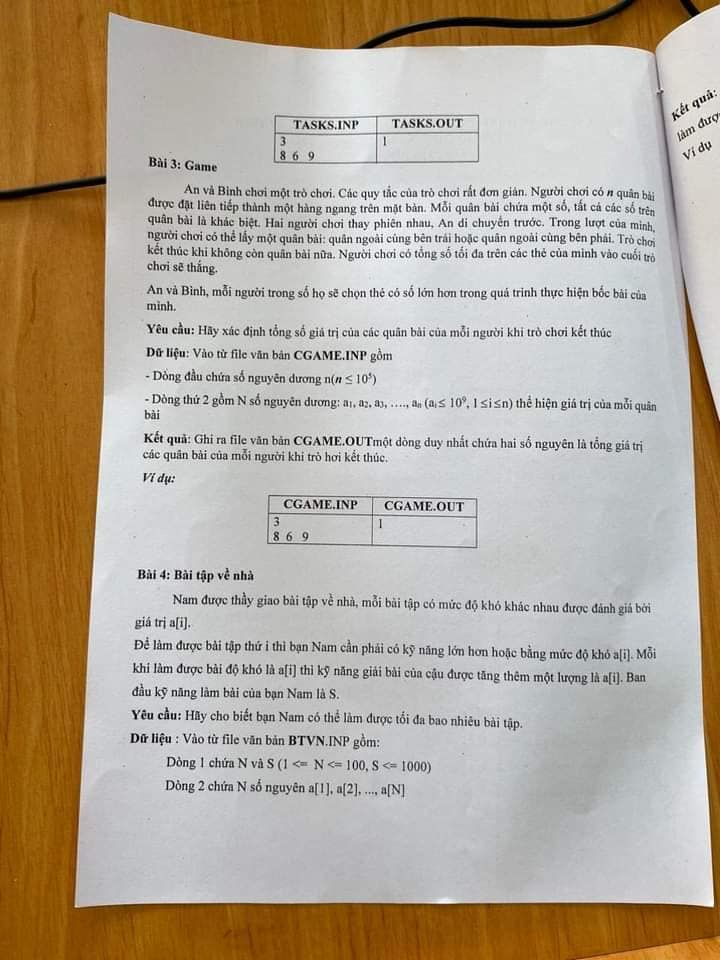 TASKS.INP TASKS.OUT
3 1
8 6 9
Bài 3: Game
An và Bình chơi một trò chơi. Các quy tắc của trò chơi rất đơn giản. Người chơi có n quân bài
được đặt liên tiếp thành một hàng ngang trên mặt bàn. Mỗi quân bài chứa một số, tất cả các số trên
quân bài là khác biệt. Hai người chơi thay phiên nhau, An di chuyển trước. Trong lượt của mình,
người chơi có thể lấy một quân bài: quân ngoài cùng bên trái hoặc quân ngoài cùng bên phải. Trò chơi
kết thúc khi không còn quân bài nữa. Người chơi có tổng số tối đa trên các thẻ của mình vào cuối trò
chơi sẽ thắng.
An và Bình, mỗi người trong số họ sẽ chọn thẻ có số lớn hơn trong quá trình thực hiện bốc bài của
mình.
Yêu cầu: Hãy xác định tổng số giá trị của các quân bài của mỗi người khi trò chơi kết thúc
Dữ liệu: Vào từ file văn bản CGAME.INP gồm
- Dòng đầu chứa số nguyên dương n(n ≤ 10⁵)
- Dòng thứ 2 gồm N số nguyên dương: a₁, a₂, a₃, …., aₙ (aᵢ≤ 10⁹, 1≤i≤n) thể hiện giá trị của mỗi quân
bài
Kết quả: Ghi ra file văn bản CGAME.OUTmột dòng duy nhất chứa hai số nguyên là tổng giá trị
các quân bài của mỗi người khi trò hơi kết thúc.
Ví dụ:
CGAME.INP CGAME.OUT
3 1
8 6 9
Bài 4: Bài tập về nhà
Nam được thầy giao bài tập về nhà, mỗi bài tập có mức độ khó khác nhau được đánh giá bởi
giá trị a[i].
Để làm được bài tập thứ i thì bạn Nam cần phải có kỹ năng lớn hơn hoặc bằng mức độ khó a[i]. Mỗi
khi làm được bài độ khó là a[i] thì kỹ năng giải bài của cậu được tăng thêm một lượng là a[i]. Ban
đầu kỹ năng làm bài của bạn Nam là S.
Yêu cầu: Hãy cho biết bạn Nam có thể làm được tối đa bao nhiêu bài tập.
Dữ liệu : Vào từ file văn bản BTVN.INP gồm:
Dòng 1 chứa N và S (1 <= N <= 100, S <= 1000)
Dòng 2 chứa N số nguyên a[1], a[2], ..., a[N]
Kết quả:
làm đượ
Ví dụ